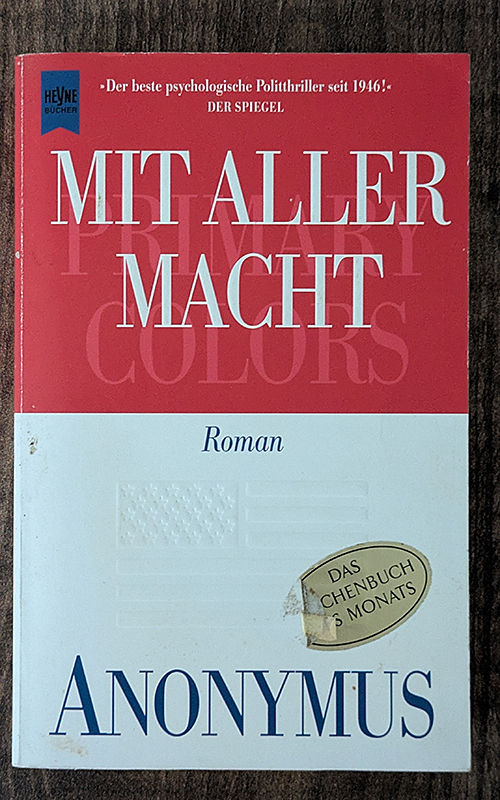 »Der beste psychologische Politthriller seit 1946!«
DER SPIEGEL
HEYNE
BÜCHER
MIT ALLER
PRIMARY
MACHT
COLORS
Roman
DAS
CHENBUCH
S MONATS
ANONYMUS